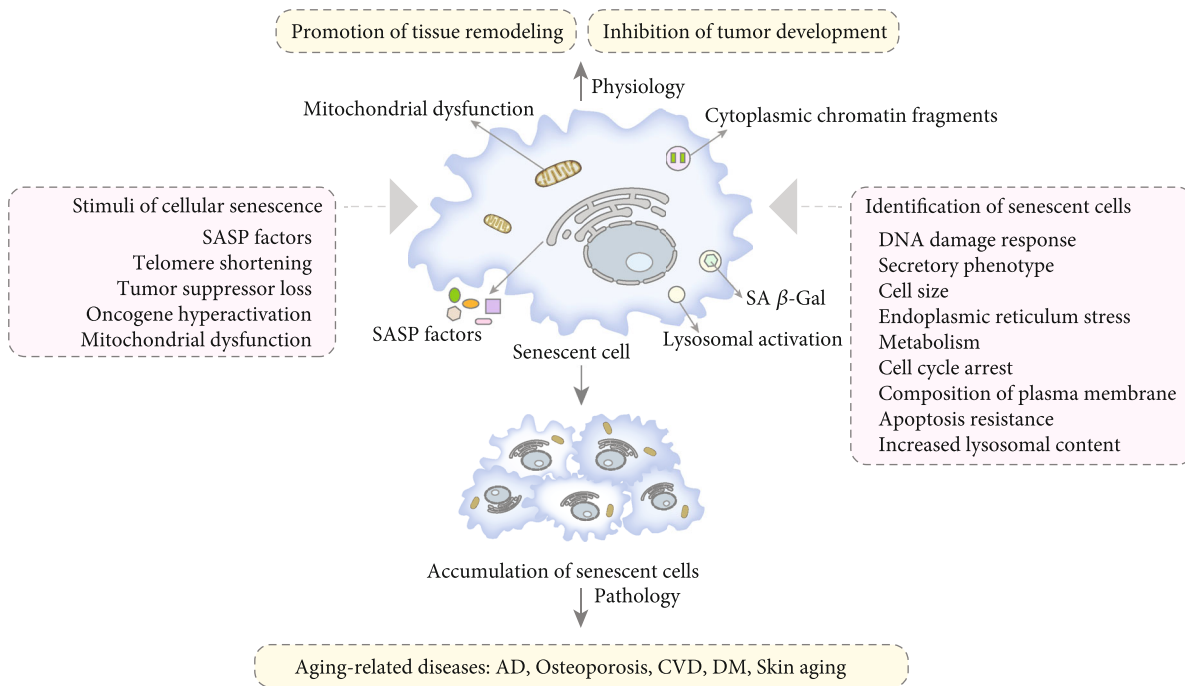 Promotion of tissue remodeling
Inhibition of tumor development
Physiology
Mitochondrial dysfunction
Cytoplasmic chromatin fragments
Stimuli of cellular senescence
SASP factors
Telomere shortening
Tumor suppressor loss
Oncogene hyperactivation
Mitochondrial dysfunction
Identification of senescent cells
DNA damage response
Secretory phenotype
Cell size
Endoplasmic reticulum stress
Metabolism
Cell cycle arrest
Composition of plasma membrane
Apoptosis resistance
Increased lysosomal content
SA β-Gal
SASP factors
Lysosomal activation
Senescent cell
Accumulation of senescent cells
Pathology
Aging-related diseases: AD, Osteoporosis, CVD, DM, Skin aging